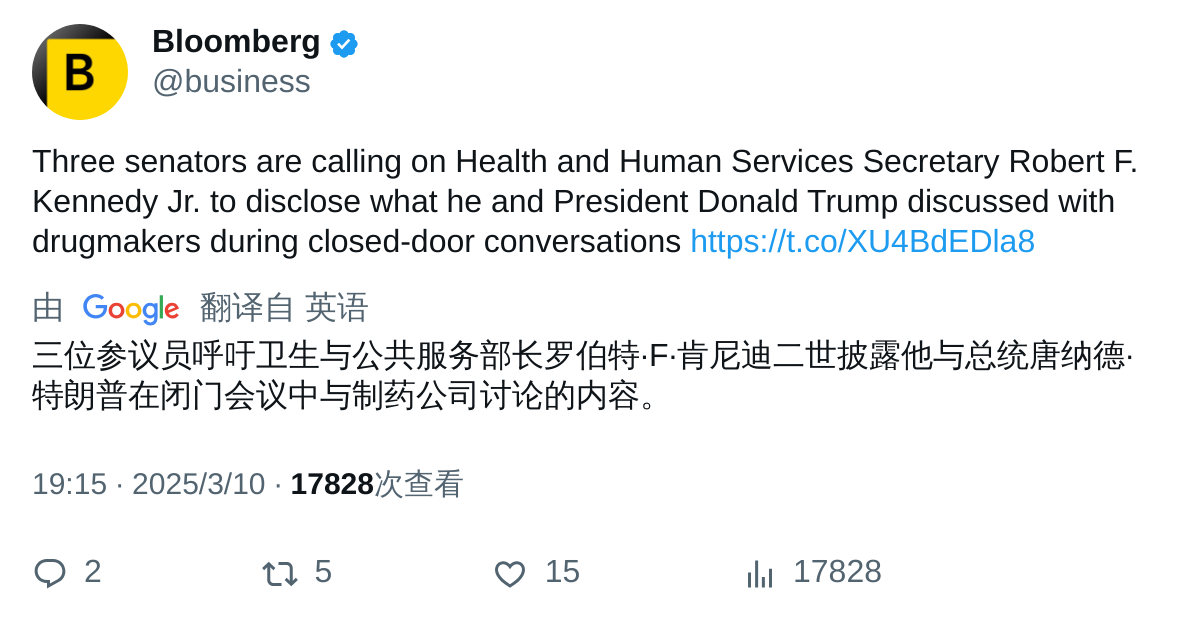 B
Bloomberg
@business
Three senators are calling on Health and Human Services Secretary Robert F.
Kennedy Jr. to disclose what he and President Donald Trump discussed with
drugmakers during closed-door conversations https://t.co/XU4BdEDla8
由 Google 翻译自 英语
三位参议员呼吁卫生与公共服务部长罗伯特·F·肯尼迪二世披露他与总统唐纳德·
特朗普在闭门会议中与制药公司讨论的内容。
19:15 · 2025/3/10 · 17828次查看
2 5 15 17828